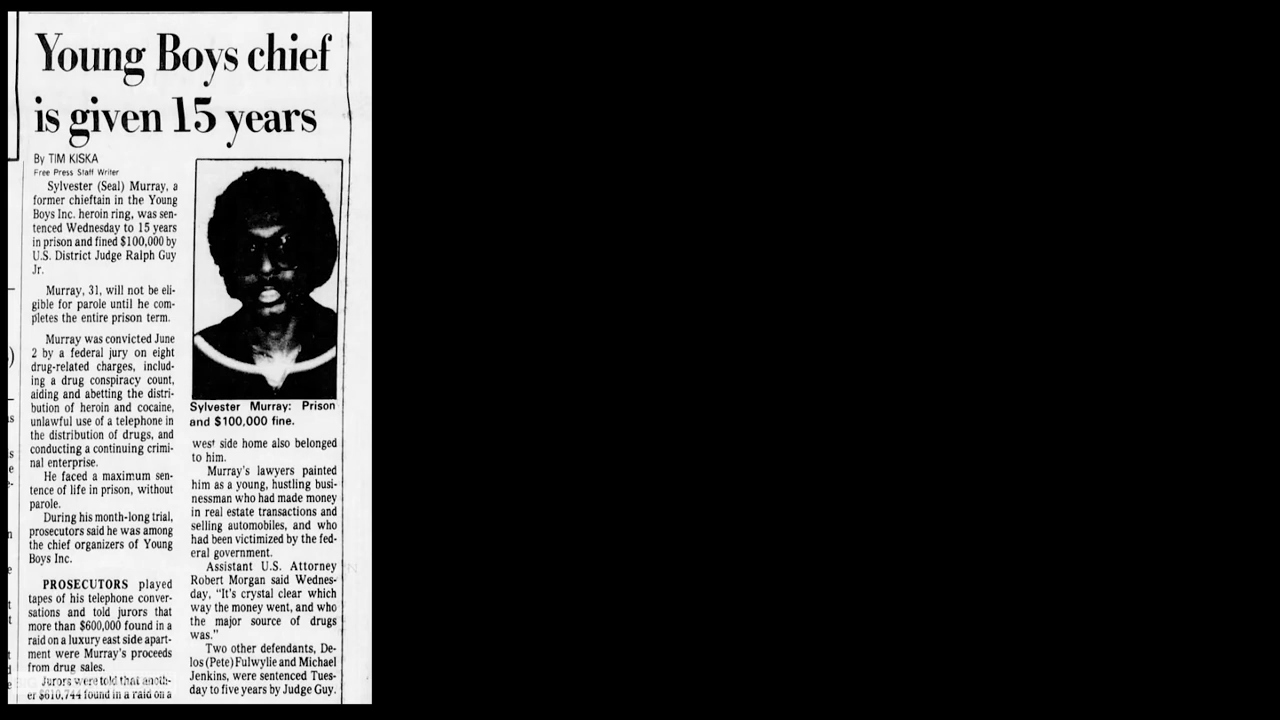 Young Boys chief
is given 15 years
By TIM KISKA
Free Press Staff Writer
Sylvester (Seal) Murray, a
former chieftain in the Young
Boys Inc. heroin ring, was sen-
tenced Wednesday to 15 years
in prison and fined $100,000 by
U.S. District Judge Ralph Guy
Jr.
Murray, 31, will not be eli-
gible for parole until he com-
pletes the entire prison term.
Murray was convicted June
2 by a federal jury on eight
drug-related charges, includ-
ing a drug conspiracy count,
aiding and abetting the distri-
bution of heroin and cocaine,
unlawful use of a telephone in
the distribution of drugs, and
conducting a continuing crimi-
nal enterprise.
He faced a maximum sen-
tence of life in prison, without
parole.
During his month-long trial,
prosecutors said he was among
the chief organizers of Young
Boys Inc.
PROSECUTORS played
tapes of his telephone conver-
sations and told jurors that
more than $600,000 found in a
raid on a luxury east side apart-
ment were Murray's proceeds
from drug sales.
Jurors were told that anoth-
er $610,744 found in a raid on a
Sylvester Murray: Prison
and $100,000 fine.
west side home also belonged
to him.
Murray's lawyers painted
him as a young, hustling busi-
nessman who had made money
in real estate transactions and
selling automobiles, and who
had been victimized by the fed-
eral government.
Assistant U.S. Attorney
Robert Morgan said Wednes-
day, "It's crystal clear which
way the money went, and who
the major source of drugs
was."
Two other defendants, De-
los (Pete) Fulwylie and Michael
Jenkins, were sentenced Tues-
day to five years by Judge Guy.